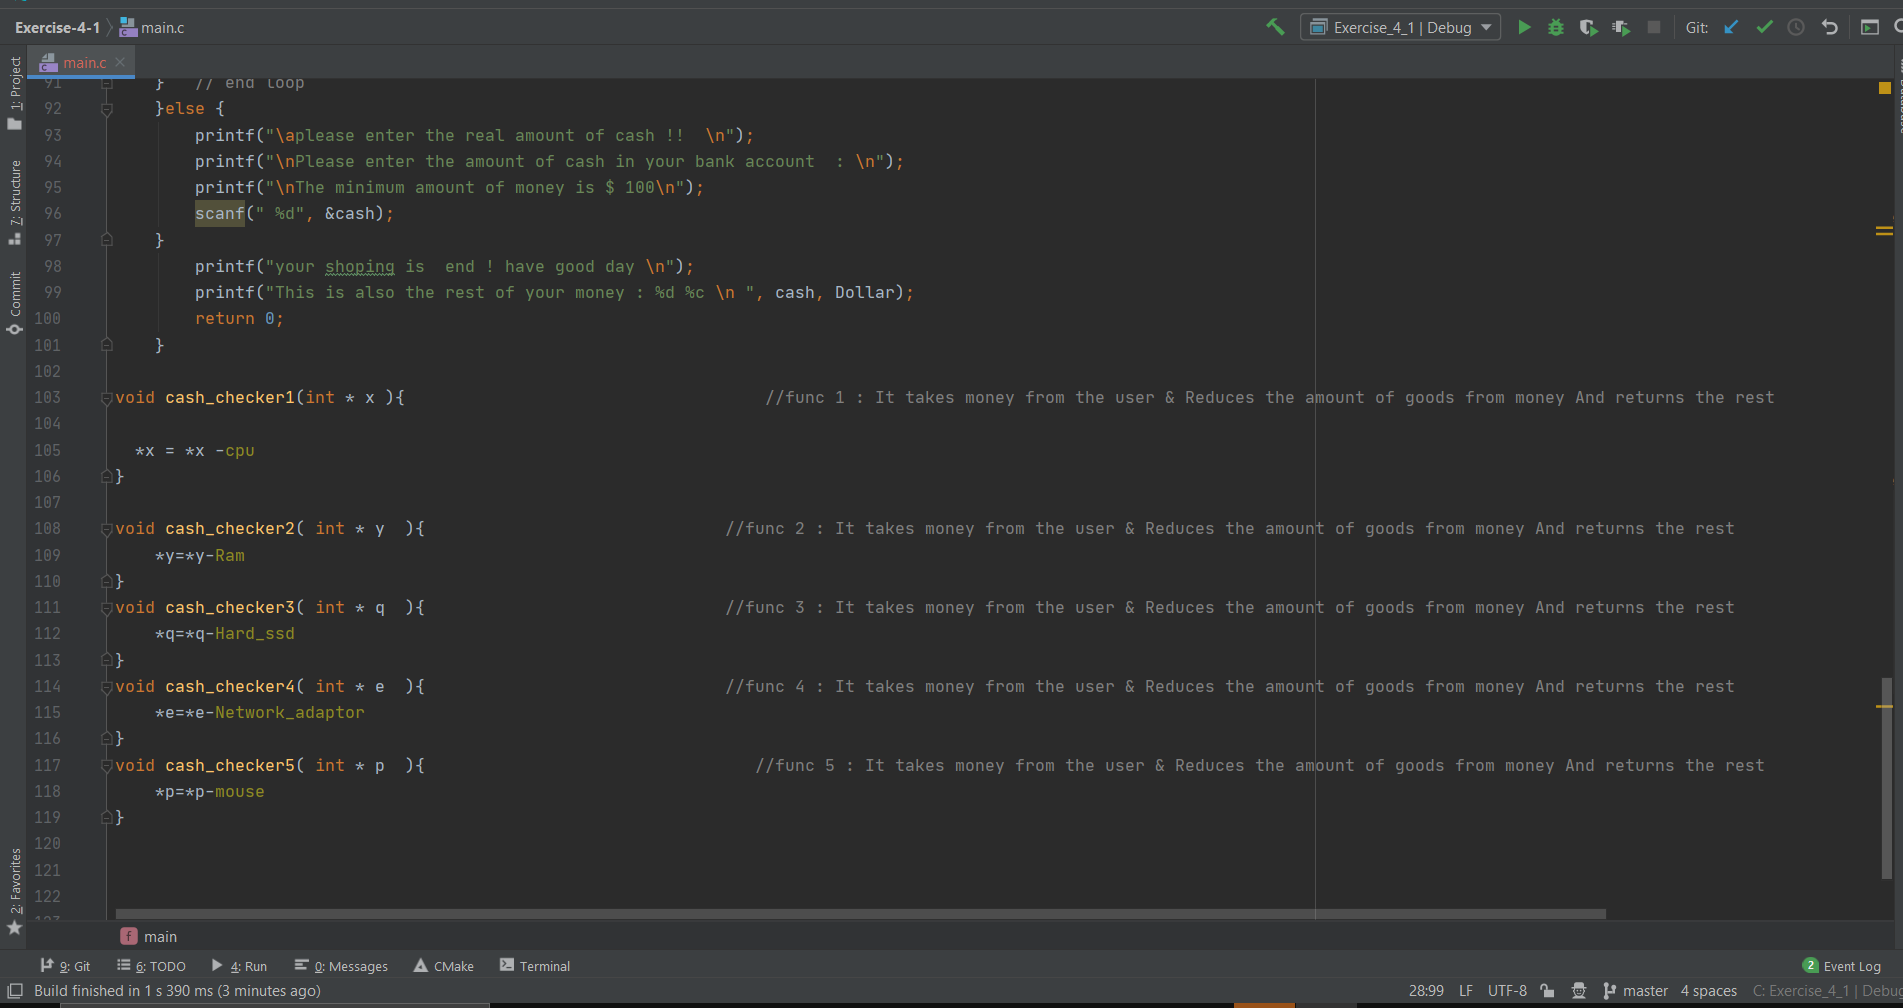 Exercise-4-1 main.c Exercise_4_1 | Debug Git:
main.c
1: Project
7: Structure
Commit
2: Favorites
91 } // end loop
92 }else {
93 printf("\aplease enter the real amount of cash !!  \n");
94 printf("\nPlease enter the amount of cash in your bank account  : \n");
95 printf("\nThe minimum amount of money is $ 100\n");
96 scanf(" %d", &cash);
97 }
98 printf("your shoping is  end ! have good day \n");
99 printf("This is also the rest of your money : %d %c \n ", cash, Dollar);
100 return 0;
101 }
102
103 void cash_checker1(int * x ){ //func 1 : It takes money from the user & Reduces the amount of goods from money And returns the rest
104
105 *x = *x -cpu
106 }
107
108 void cash_checker2( int * y  ){ //func 2 : It takes money from the user & Reduces the amount of goods from money And returns the rest
109 *y=*y-Ram
110 }
111 void cash_checker3( int * q  ){ //func 3 : It takes money from the user & Reduces the amount of goods from money And returns the rest
112 *q=*q-Hard_ssd
113 }
114 void cash_checker4( int * e  ){ //func 4 : It takes money from the user & Reduces the amount of goods from money And returns the rest
115 *e=*e-Network_adaptor
116 }
117 void cash_checker5( int * p  ){ //func 5 : It takes money from the user & Reduces the amount of goods from money And returns the rest
118 *p=*p-mouse
119 }
120
121
122
f main
9: Git 6: TODO 4: Run 0: Messages CMake Terminal 2 Event Log
Build finished in 1 s 390 ms (3 minutes ago) 28:99 LF UTF-8 master 4 spaces C: Exercise_4_1 | Debu